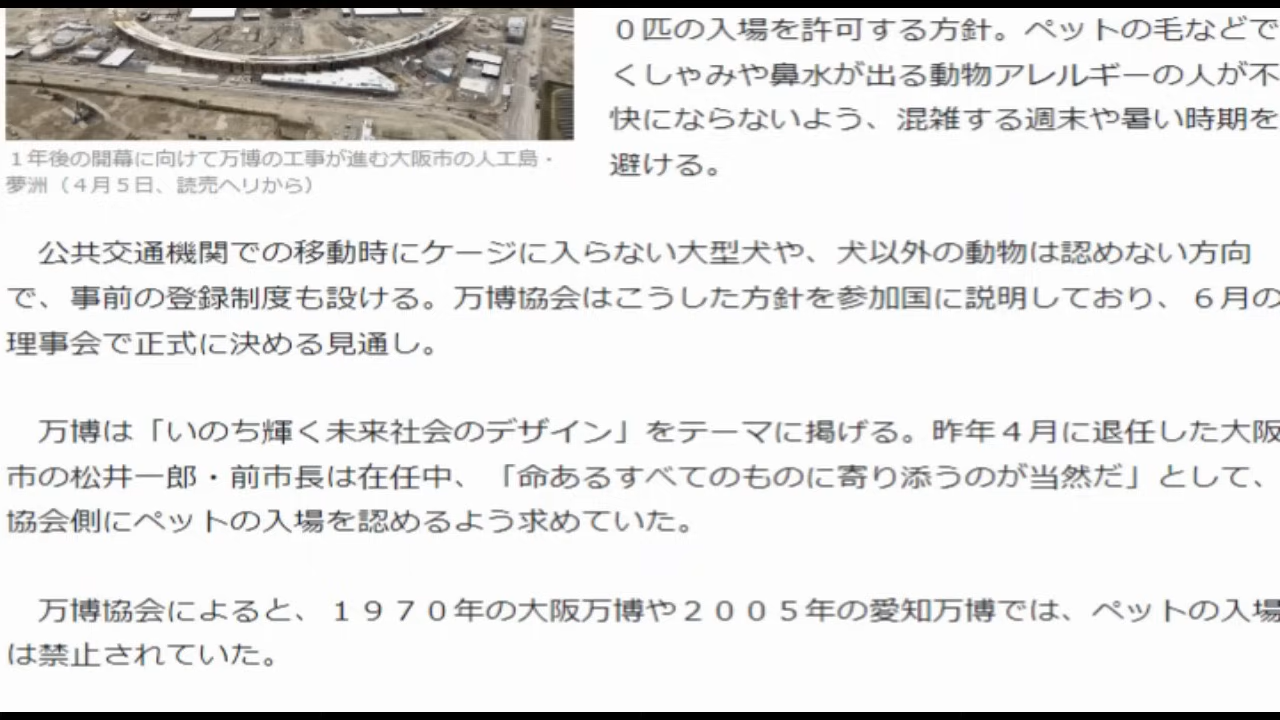 ０匹の入場を許可する方針。ペットの毛などで
くしゃみや鼻水が出る動物アレルギーの人が不
快にならないよう、混雑する週末や暑い時期を
避ける。
１年後の開幕に向けて万博の工事が進む大阪市の人工島・
夢洲（４月５日、読売ヘリから）
公共交通機関での移動時にケージに入らない大型犬や、犬以外の動物は認めない方向
で、事前の登録制度も設ける。万博協会はこうした方針を参加国に説明しており、６月の
理事会で正式に決める見通し。
万博は「いのち輝く未来社会のデザイン」をテーマに掲げる。昨年４月に退任した大阪
市の松井一郎・前市長は在任中、「命あるすべてのものに寄り添うのが当然だ」として、
協会側にペットの入場を認めるよう求めていた。
万博協会によると、１９７０年の大阪万博や２００５年の愛知万博では、ペットの入場
は禁止されていた。